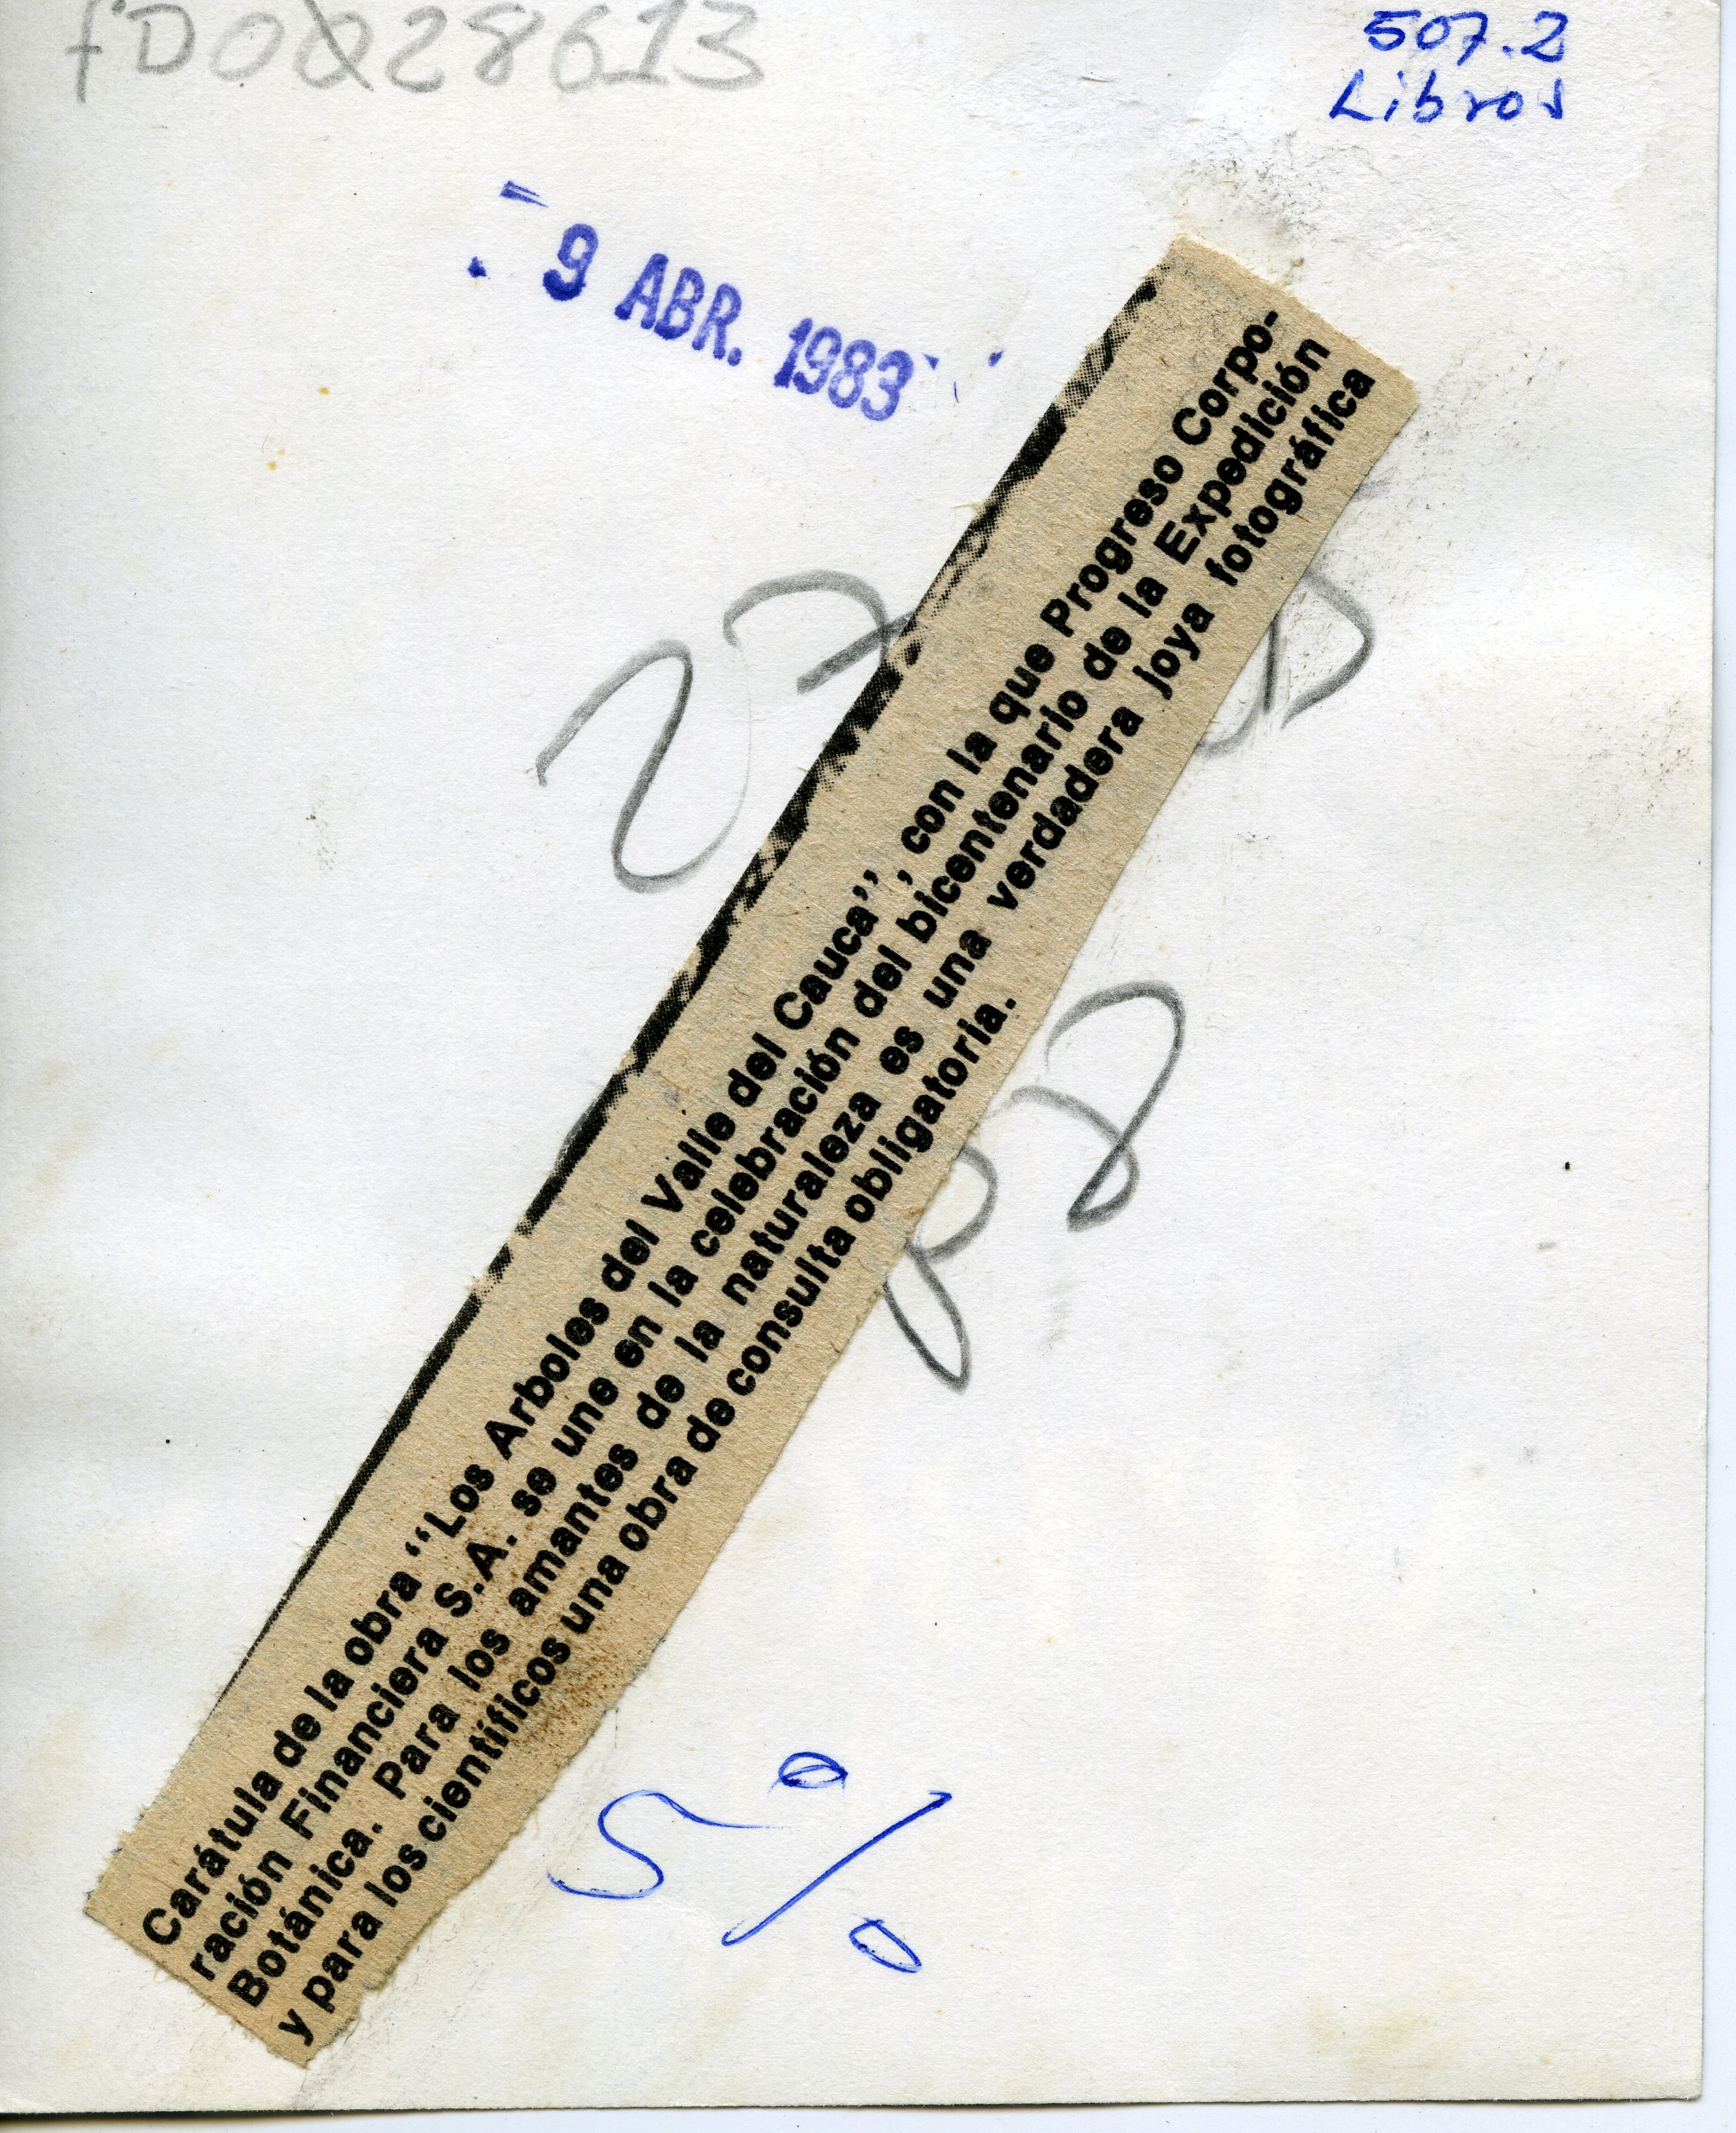 fD0028613
507.2
Libros
9 ABR. 1983
Carátula de la obra “Los Arboles del Valle del Cauca”, con la que Progreso Corpo-
ración Financiera S.A. se une en la celebración del bicentenario de la Expedición
Botánica. Para los amantes de la naturaleza es una verdadera joya fotográfica
y para los científicos una obra de consulta obligatoria.
5%